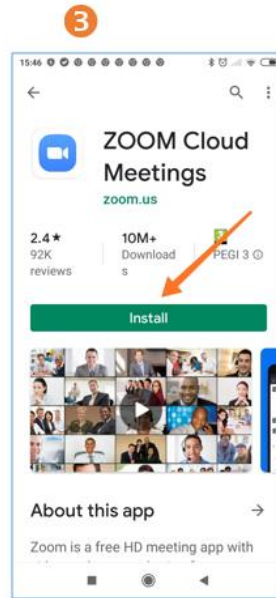 3
15:46
ZOOM Cloud
Meetings
zoom.us
2.4★
92K
reviews
10M+
Download
s
PEGI 3
Install
About this app
Zoom is a free HD meeting app with